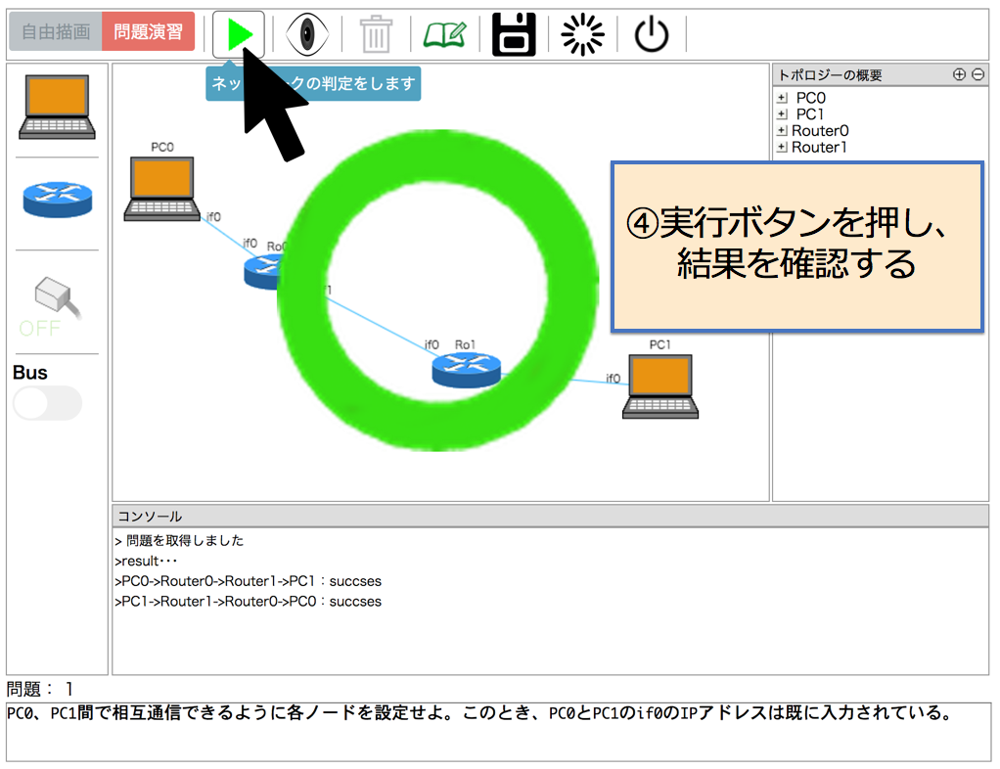 自由描画 問題演習
ネッ クの判定をします
トポロジーの概要
PC0
PC1
Router0
Router1
④実行ボタンを押し、
結果を確認する
PC0
if0
if0 Ro0
1
if0 Ro1
PC1
if0
OFF
Bus
コンソール
> 問題を取得しました
>result・・・
>PC0->Router0->Router1->PC1：succses
>PC1->Router1->Router0->PC0：succses
問題： 1
PC0、PC1間で相互通信できるように各ノードを設定せよ。このとき、PC0とPC1のif0のIPアドレスは既に入力されている。